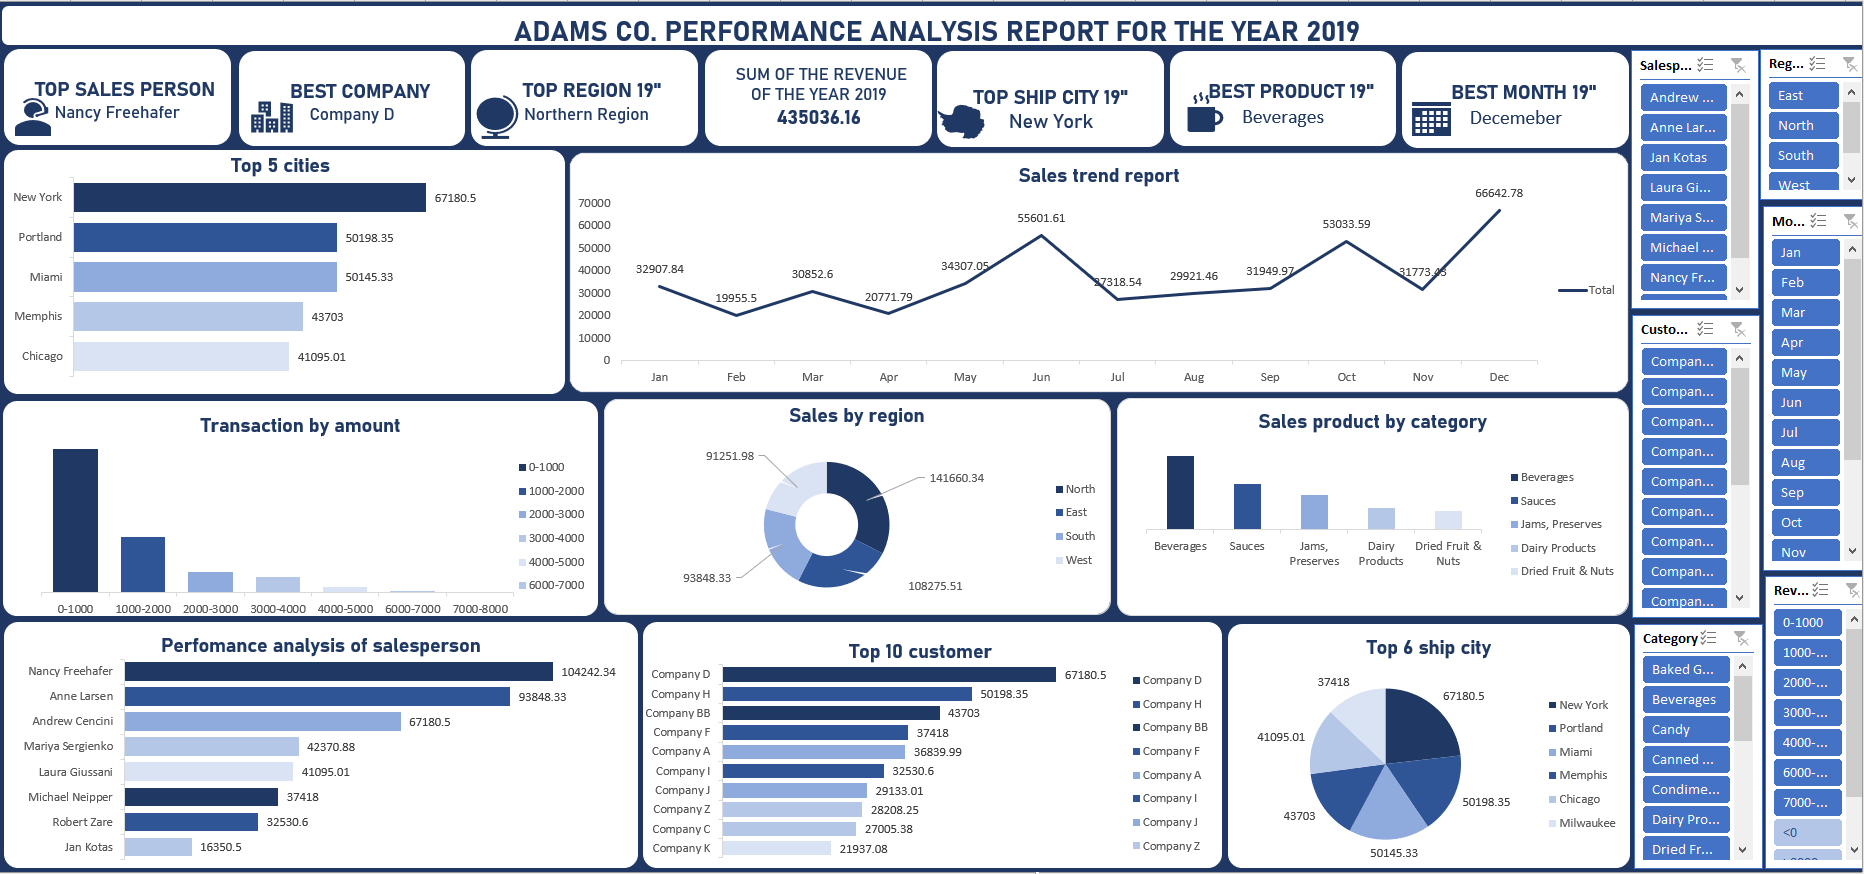 ADAMS CO. PERFORMANCE ANALYSIS REPORT FOR THE YEAR 2019
TOP SALES PERSON
Nancy Freehafer
BEST COMPANY
Company D
TOP REGION 19"
Northern Region
SUM OF THE REVENUE
OF THE YEAR 2019
435036.16
TOP SHIP CITY 19"
New York
BEST PRODUCT 19"
Beverages
BEST MONTH 19"
Decemeber
Top 5 cities
New York 67180.5
Portland 50198.35
Miami 50145.33
Memphis 43703
Chicago 41095.01
Sales trend report
70000
60000
50000
40000
30000
20000
10000
0
32907.84
19955.5
30852.6
20771.79
34307.05
55601.61
27318.54
29921.46
31949.97
53033.59
31773.43
66642.78
Jan Feb Mar Apr May Jun Jul Aug Sep Oct Nov Dec
Total
Transaction by amount
0-1000 1000-2000 2000-3000 3000-4000 4000-5000 6000-7000 7000-8000
0-1000
1000-2000
2000-3000
3000-4000
4000-5000
6000-7000
Sales by region
91251.98
141660.34
93848.33
108275.51
North
East
South
West
Sales product by category
Beverages
Sauces
Jams,
Preserves
Dairy
Products
Dried Fruit &
Nuts
Beverages
Sauces
Jams, Preserves
Dairy Products
Dried Fruit & Nuts
Perfomance analysis of salesperson
Nancy Freehafer 104242.34
Anne Larsen 93848.33
Andrew Cencini 67180.5
Mariya Sergienko 42370.88
Laura Giussani 41095.01
Michael Neipper 37418
Robert Zare 32530.6
Jan Kotas 16350.5
Top 10 customer
Company D 67180.5
Company H 50198.35
Company BB 43703
Company F 37418
Company A 36839.99
Company I 32530.6
Company J 29133.01
Company Z 28208.25
Company C 27005.38
Company K 21937.08
Company D
Company H
Company BB
Company F
Company A
Company I
Company J
Company Z
Top 6 ship city
37418
67180.5
41095.01
50198.35
43703
50145.33
New York
Portland
Miami
Memphis
Chicago
Milwaukee
Salesp...
Andrew ...
Anne Lar...
Jan Kotas
Laura Gi...
Mariya S...
Michael ...
Nancy Fr...
Reg...
East
North
South
West
Mo...
Jan
Feb
Mar
Apr
May
Jun
Jul
Aug
Sep
Oct
Nov
Custo...
Compan...
Compan...
Compan...
Compan...
Compan...
Compan...
Compan...
Compan...
Compan...
Category
Baked G...
Beverages
Candy
Canned ...
Condime...
Dairy Pro...
Dried Fr...
Rev...
0-1000
1000-...
2000-...
3000-...
4000-...
6000-...
7000-...
<0